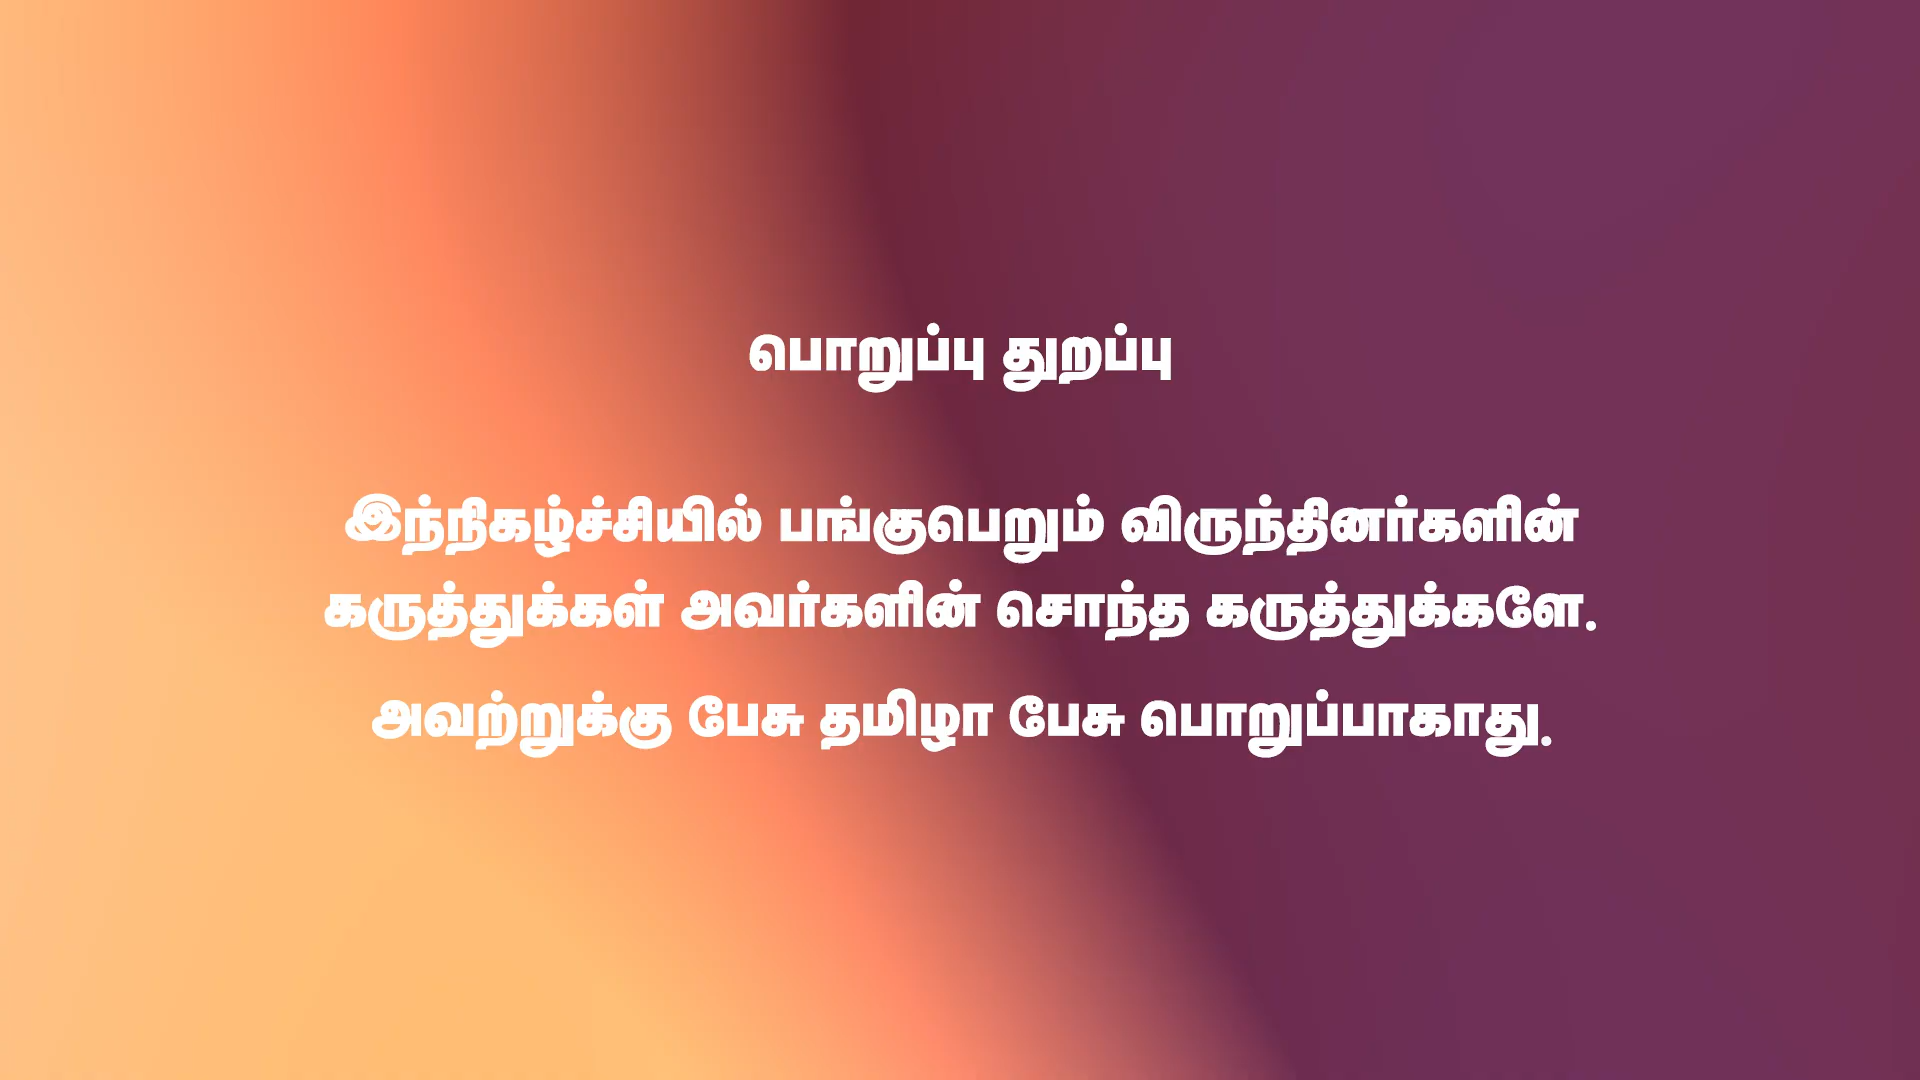 பொறுப்பு துறப்பு
இந்நிகழ்ச்சியில் பங்குபெறும் விருந்தினர்களின்
கருத்துக்கள் அவர்களின் சொந்த கருத்துக்களே.
அவற்றுக்கு பேசு தமிழா பேசு பொறுப்பாகாது.